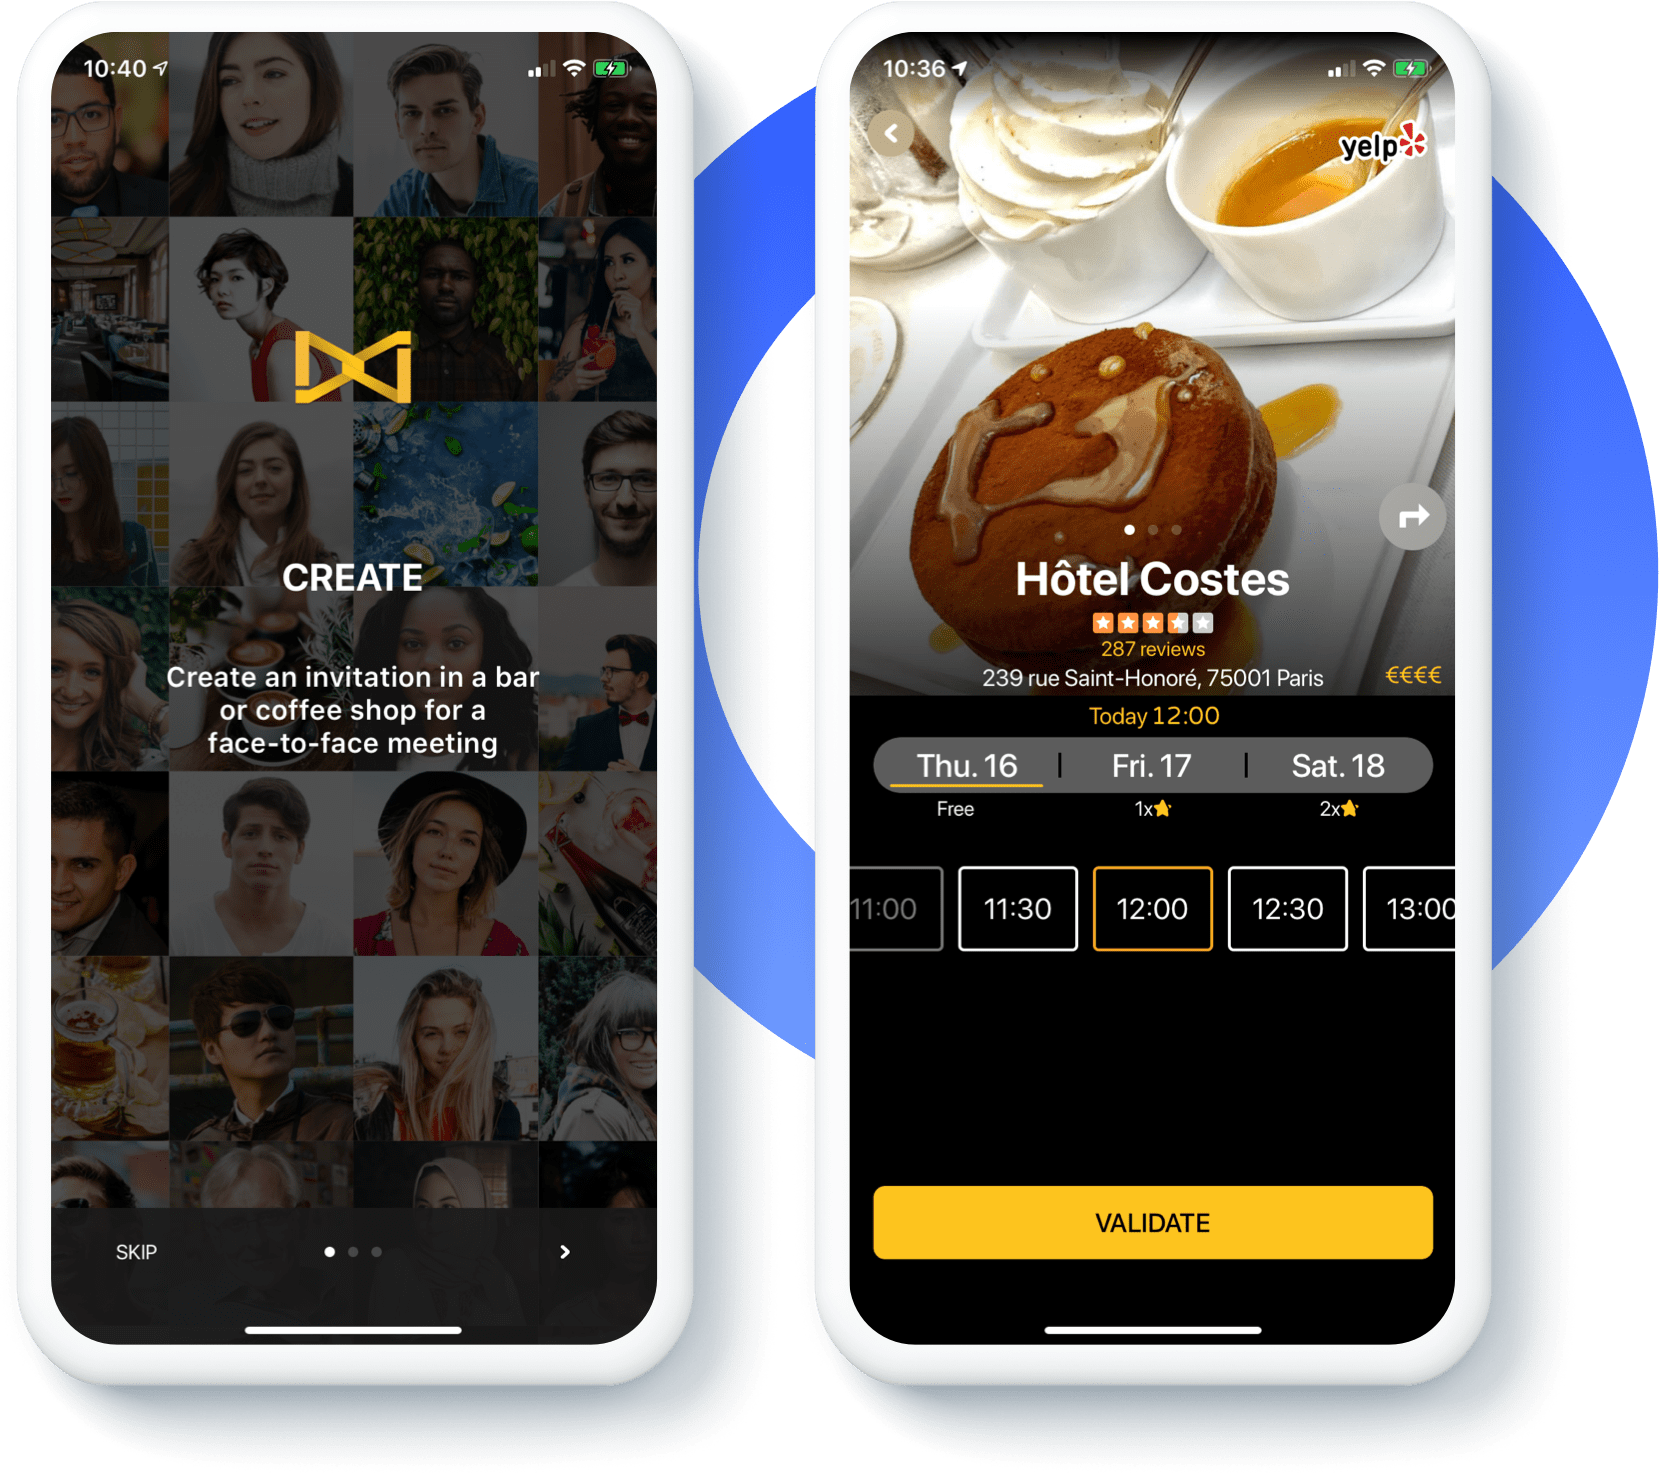 10:40
CREATE
Create an invitation in a bar
or coffee shop for a
face-to-face meeting
SKIP
10:36
yelp
Hôtel Costes
287 reviews
239 rue Saint-Honoré, 75001 Paris €€€€
Today 12:00
Thu. 16 | Fri. 17 | Sat. 18
Free 1x 2x
11:00 11:30 12:00 12:30 13:00
VALIDATE